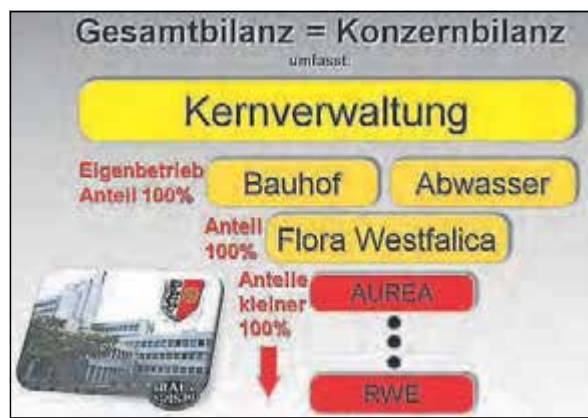 Gesamtbilanz = Konzernbilanz
umfasst
Kernverwaltung
Eigenbetrieb
Anteil 100%
Bauhof
Abwasser
Anteil
100%
Flora Westfalica
Anteile
kleiner
100%
AUREA
RWE